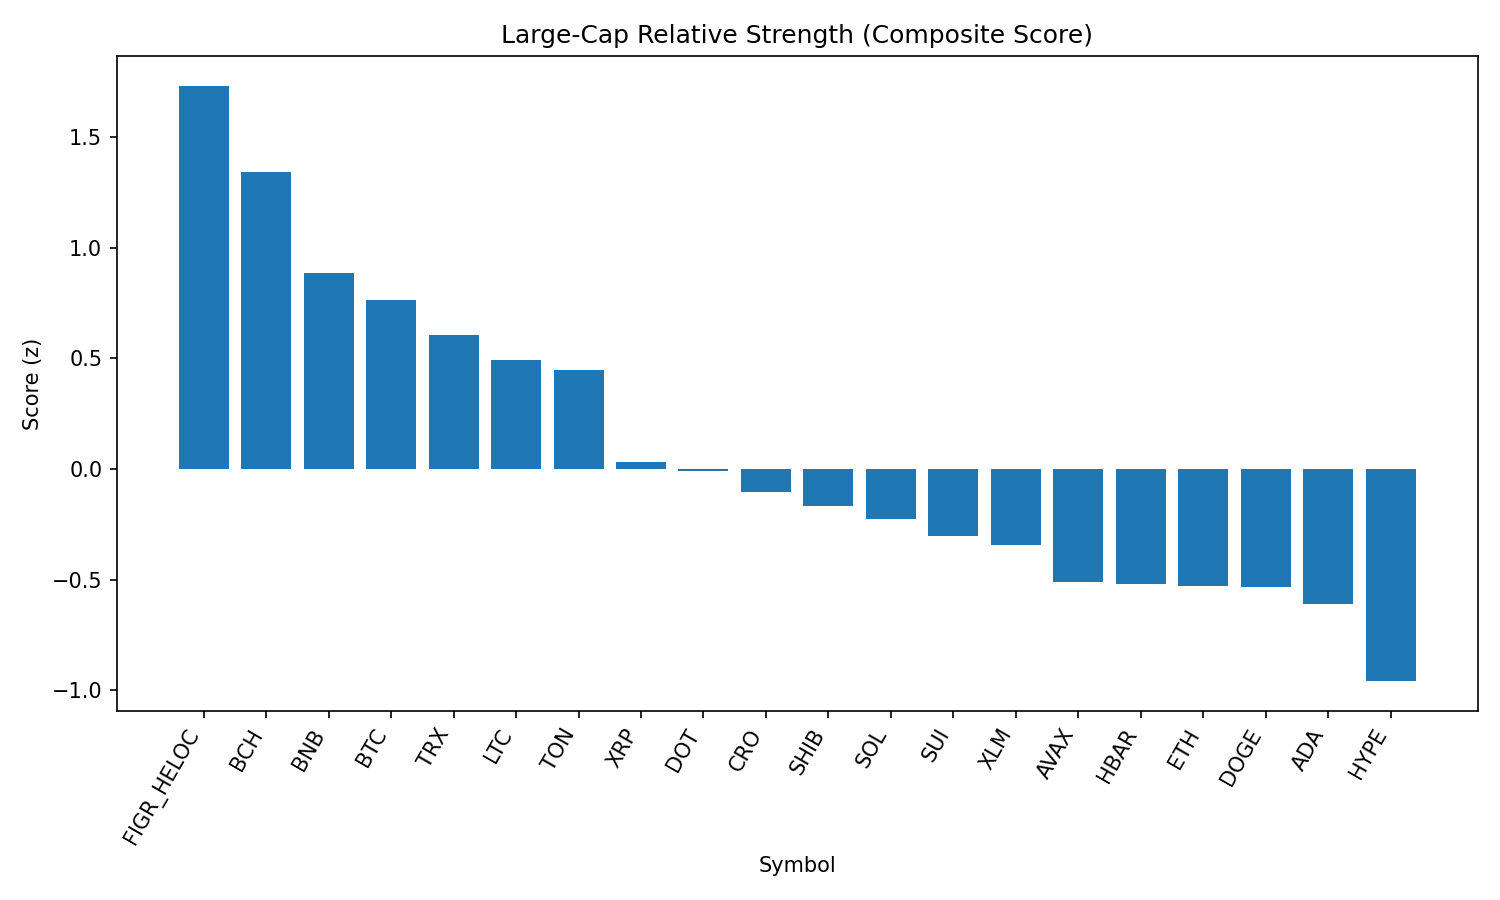 Large-Cap Relative Strength (Composite Score)
Score (z)
1.5
1.0
0.5
0.0
−0.5
−1.0
FIGR_HELOC
BCH
BNB
BTC
TRX
LTC
TON
XRP
DOT
CRO
SHIB
SOL
SUI
XLM
AVAX
HBAR
ETH
DOGE
ADA
HYPE
Symbol